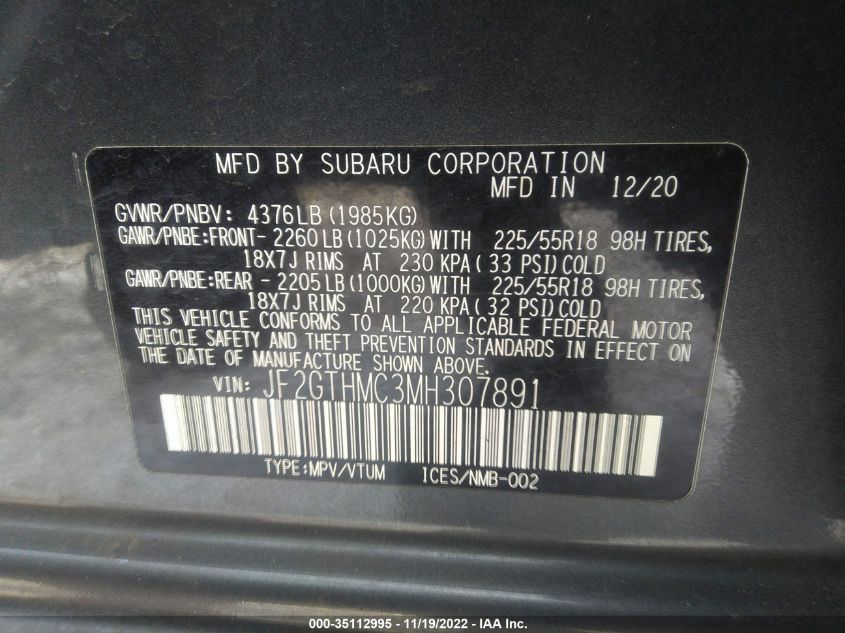 MFD BY SUBARU CORPORATION
MFD IN 12/20
GVWR/PNBV: 4376LB (1985KG)
GAWR/PNBE:FRONT- 2260LB (1025KG) WITH 225/55R18 98H TIRES,
18X7J RIMS AT 230 KPA ( 33 PSI) COLD
GAWR/PNBE:REAR - 2205LB (1000KG) WITH 225/55R18 98H TIRES,
18X7J RIMS AT 220 KPA ( 32 PSI) COLD
THIS VEHICLE CONFORMS TO ALL APPLICABLE FEDERAL MOTOR
VEHICLE SAFETY AND THEFT PREVENTION STANDARDS IN EFFECT ON
THE DATE OF MANUFACTURE SHOWN ABOVE.
VIN: JF2GTHMC3MH307891
TYPE:MPV/VTUM ICES/NMB-002
000-35112995 - 11/19/2022 - IAA Inc.